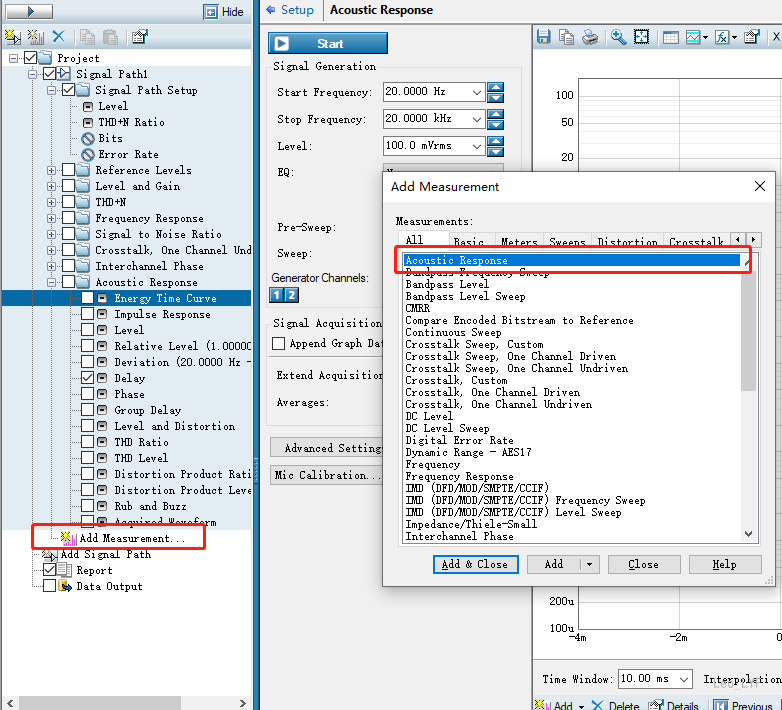 Hide
Project
Signal Path1
Signal Path Setup
Level
THD+N Ratio
Bits
Error Rate
Reference Levels
Level and Gain
THD+N
Frequency Response
Signal to Noise Ratio
Crosstalk, One Channel Und
Interchannel Phase
Acoustic Response
Energy Time Curve
Impulse Response
Level
Relative Level (1.00000
Deviation (20.0000 Hz -
Delay
Phase
Group Delay
Level and Distortion
THD Ratio
THD Level
Distortion Product Rati
Distortion Product Leve
Rub and Buzz
Acquired Waveform
Add Measurement...
Add Signal Path
Report
Data Output
Setup
Acoustic Response
Start
Signal Generation
Start Frequency: 20.0000 Hz
Stop Frequency: 20.0000 kHz
Level: 100.0 mVrms
EQ:
Pre-Sweep:
Sweep:
Generator Channels:
1 2
Signal Acquisition
Append Graph Dat
Extend Acquisition
Averages:
Advanced Setting
Mic Calibration...
100
50
20
Add Measurement
Measurements:
All Basic Meters Sweeps Distortion Crosstalk
Acoustic Response
Bandpass Frequency Sweep
Bandpass Level
Bandpass Level Sweep
CMRR
Compare Encoded Bitstream to Reference
Continuous Sweep
Crosstalk Sweep, Custom
Crosstalk Sweep, One Channel Driven
Crosstalk Sweep, One Channel Undriven
Crosstalk, Custom
Crosstalk, One Channel Driven
Crosstalk, One Channel Undriven
DC Level
DC Level Sweep
Digital Error Rate
Dynamic Range - AES17
Frequency
Frequency Response
IMD (DFD/MOD/SMPTE/CCIF)
IMD (DFD/MOD/SMPTE/CCIF) Frequency Sweep
IMD (DFD/MOD/SMPTE/CCIF) Level Sweep
Impedance/Thiele-Small
Interchannel Phase
Add & Close Add Close Help
200u
100u
-4m -2m 0
Time Window: 10.00 ms Interpolation
Add Delete Details Previous